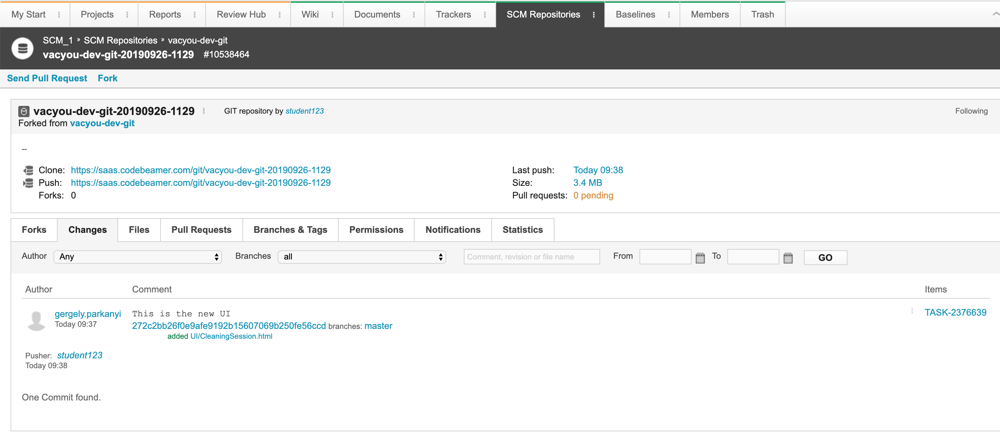 My Start Projects Reports Review Hub Wiki Documents Trackers SCM Repositories Baselines Members Trash
SCM_1 » SCM Repositories » vacyou-dev-git
vacyou-dev-git-20190926-1129 #10538464
Send Pull Request Fork
vacyou-dev-git-20190926-1129 GIT repository by student123 Following
Forked from vacyou-dev-git
--
Clone: https://saas.codebeamer.com/git/vacyou-dev-git-20190926-1129 Last push: Today 09:38
Push: https://saas.codebeamer.com/git/vacyou-dev-git-20190926-1129 Size: 3.4 MB
Forks: 0 Pull requests: 0 pending
Forks Changes Files Pull Requests Branches & Tags Permissions Notifications Statistics
Author Any Branches all Comment, revision or file name From To GO
Author Comment Items
gergely.parkanyi This is the new UI TASK-2376639
Today 09:37 272c2bb26f0e9afe9192b15607069b250fe56ccd branches: master
added UI/CleaningSession.html
Pusher: student123
Today 09:38
One Commit found.